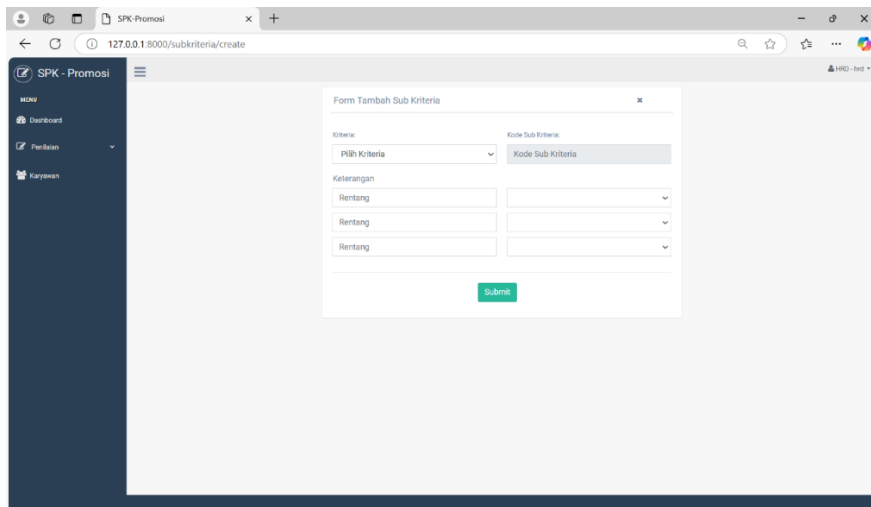 SPK-Promosi
127.0.0.1:8000/subkriteria/create
SPK - Promosi
HRD - hrd
MENU
Dashboard
Penilaian
Karyawan
Form Tambah Sub Kriteria
Kriteria: Kode Sub Kriteria:
Pilih Kriteria Kode Sub Kriteria
Keterangan
Rentang
Rentang
Rentang
Submit